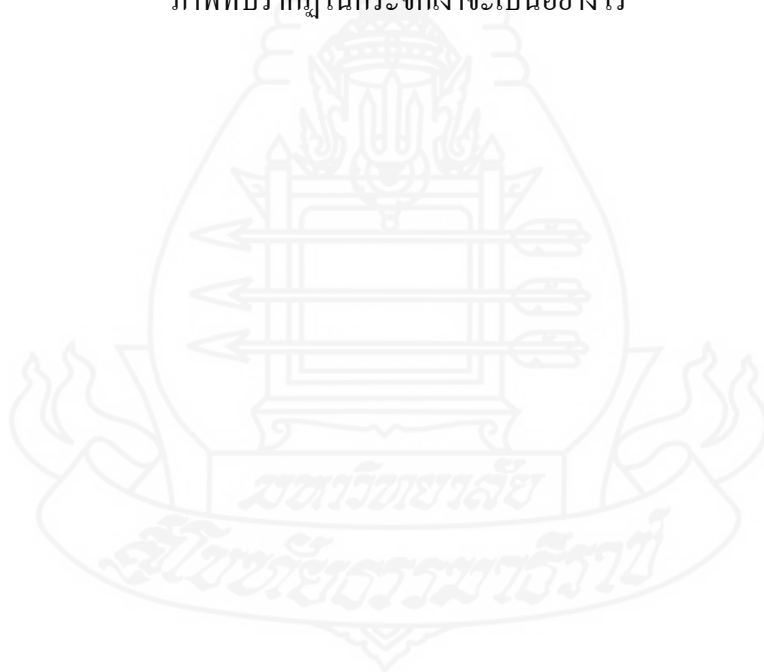 ภาพที่ปรากฏในกระจกเงาจะเป็นอย่างไร
มหาวิทยาลัย
สุโขทัยธรรมาธิราช